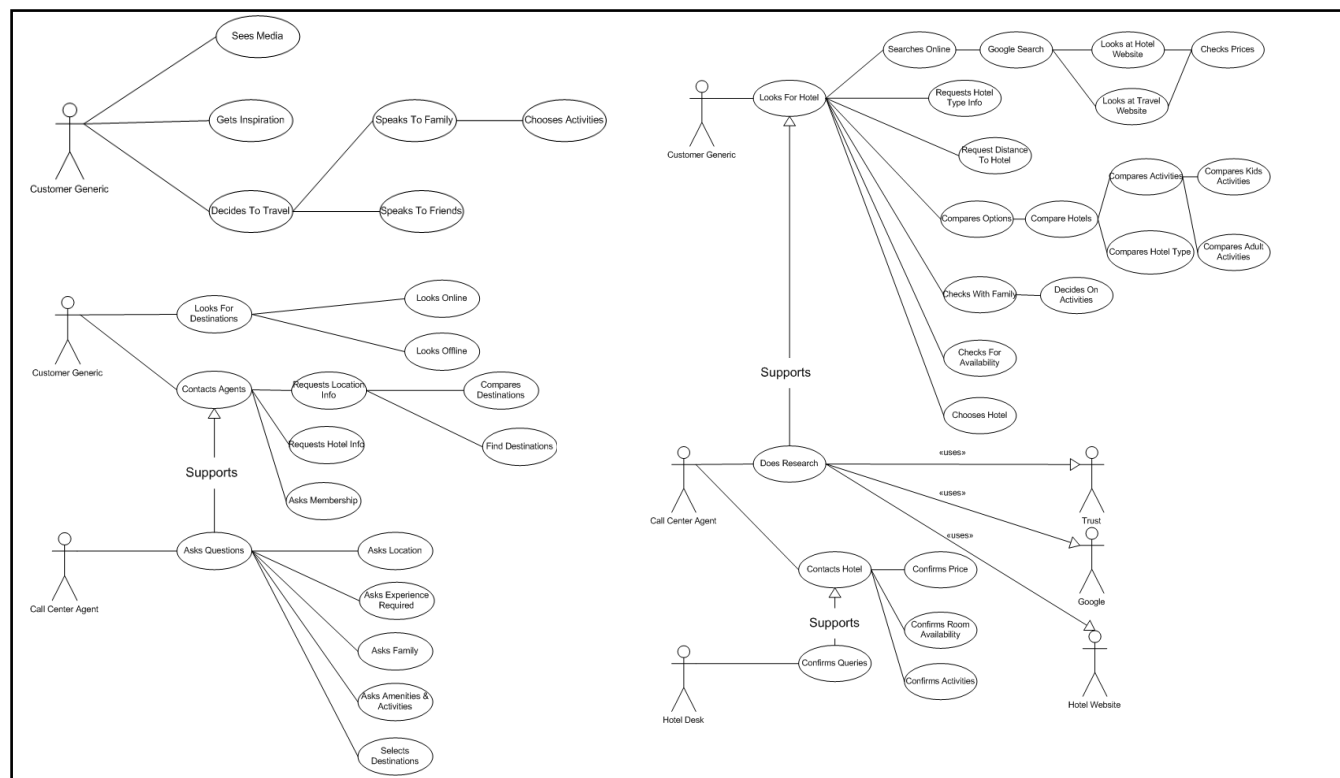 Sees Media
Gets Inspiration
Speaks To Family
Chooses Activities
Customer Generic
Decides To Travel
Speaks To Friends
Looks For
Destinations
Looks Online
Looks Offline
Customer Generic
Contacts Agents
Requests Location
Info
Compares
Destinations
Requests Hotel Info
Find Destinations
Supports
Asks Membership
Asks Questions
Asks Location
Call Center Agent
Asks Experience
Required
Asks Family
Asks Amenities &
Activities
Selects
Destinations
Searches Online
Google Search
Looks at Hotel
Website
Checks Prices
Looks For Hotel
Requests Hotel
Type Info
Looks at Travel
Website
Customer Generic
Request Distance
To Hotel
Compares Activities
Compares Kids
Activities
Compares Options
Compare Hotels
Compares Hotel Type
Compares Adult
Activities
Checks With Family
Decides On
Activities
Checks For
Availability
Supports
Chooses Hotel
Does Research
«uses»
Call Center Agent
«uses»
Trust
«uses»
Contacts Hotel
Confirms Price
Google
Supports
Confirms Room
Availability
Confirms Queries
Confirms Activities
Hotel Desk
Hotel Website